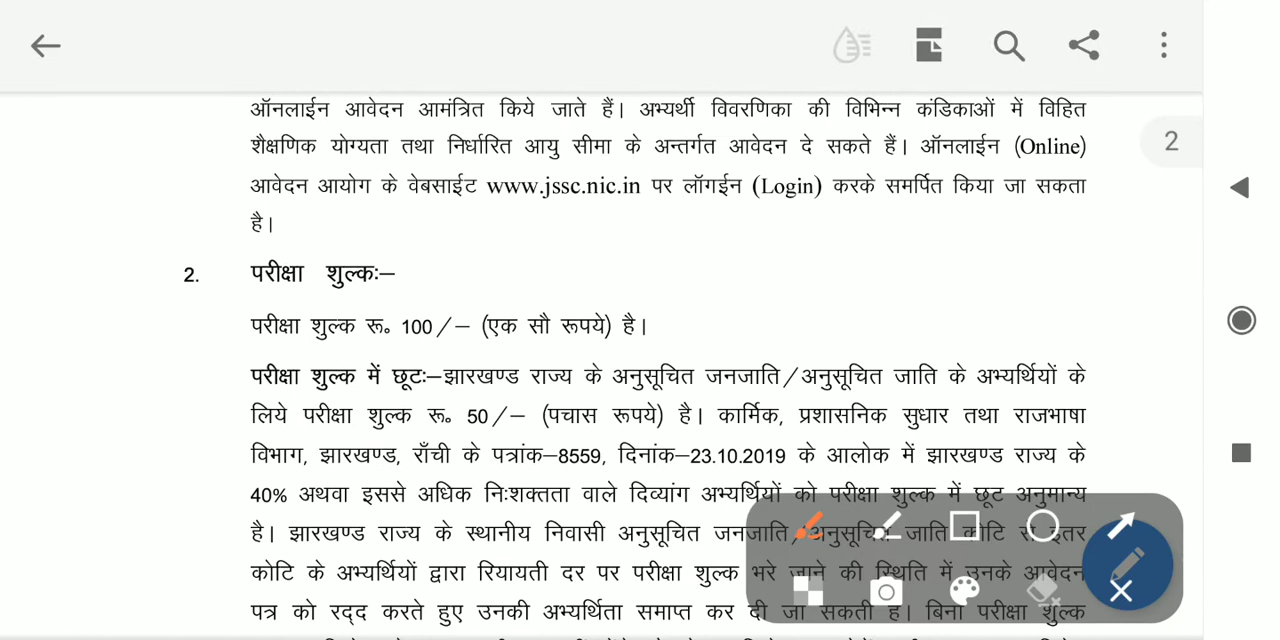 ऑनलाईन आवेदन आमंत्रित किये जाते हैं। अभ्यर्थी विवरणिका की विभिन्न कंडिकाओं में विहित
शैक्षणिक योग्यता तथा निर्धारित आयु सीमा के अन्तर्गत आवेदन दे सकते हैं। ऑनलाईन (Online)
2
आवेदन आयोग के वेबसाईट www.jssc.nic.in पर लॉगईन (Login) करके समर्पित किया जा सकता
है।
2. परीक्षा शुल्कः–
परीक्षा शुल्क रू॰ 100/– (एक सौ रूपये) है।
परीक्षा शुल्क में छूटः–झारखण्ड राज्य के अनुसूचित जनजाति/अनुसूचित जाति के अभ्यर्थियों के
लिये परीक्षा शुल्क रू॰ 50/– (पचास रूपये) है। कार्मिक, प्रशासनिक सुधार तथा राजभाषा
विभाग, झारखण्ड, राँची के पत्रांक–8559, दिनांक–23.10.2019 के आलोक में झारखण्ड राज्य के
40% अथवा इससे अधिक निःशक्तता वाले दिव्यांग अभ्यर्थियों को परीक्षा शुल्क में छूट अनुमान्य
है। झारखण्ड राज्य के स्थानीय निवासी अनुसूचित जनजाति/अनुसूचित जाति कोटि से इतर
कोटि के अभ्यर्थियों द्वारा रियायती दर पर परीक्षा शुल्क भरे जाने की स्थिति में उनके आवेदन
पत्र को रद्द करते हुए उनकी अभ्यर्थिता समाप्त कर दी जा सकती है। बिना परीक्षा शुल्क